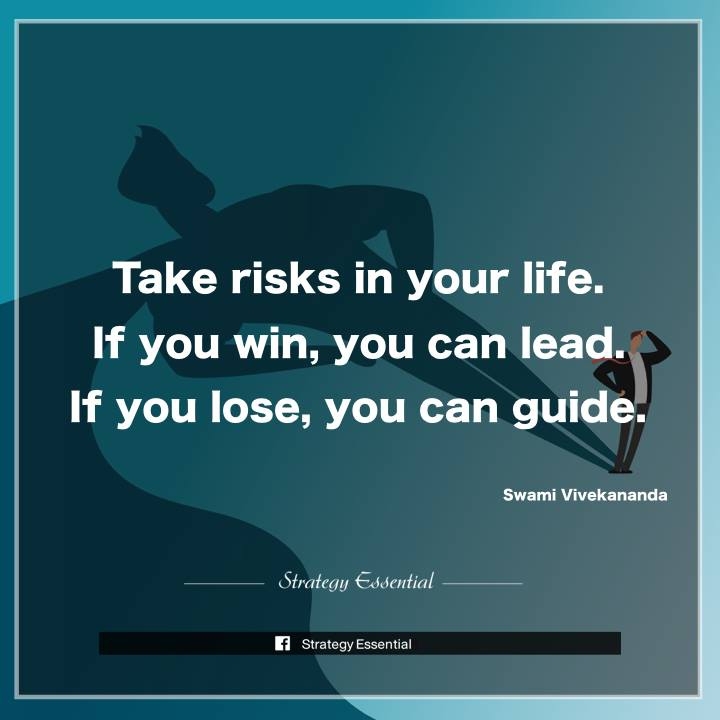 Take risks in your life.
If you win, you can lead.
If you lose, you can guide.
Swami Vivekananda
Strategy Essential
Strategy Essential